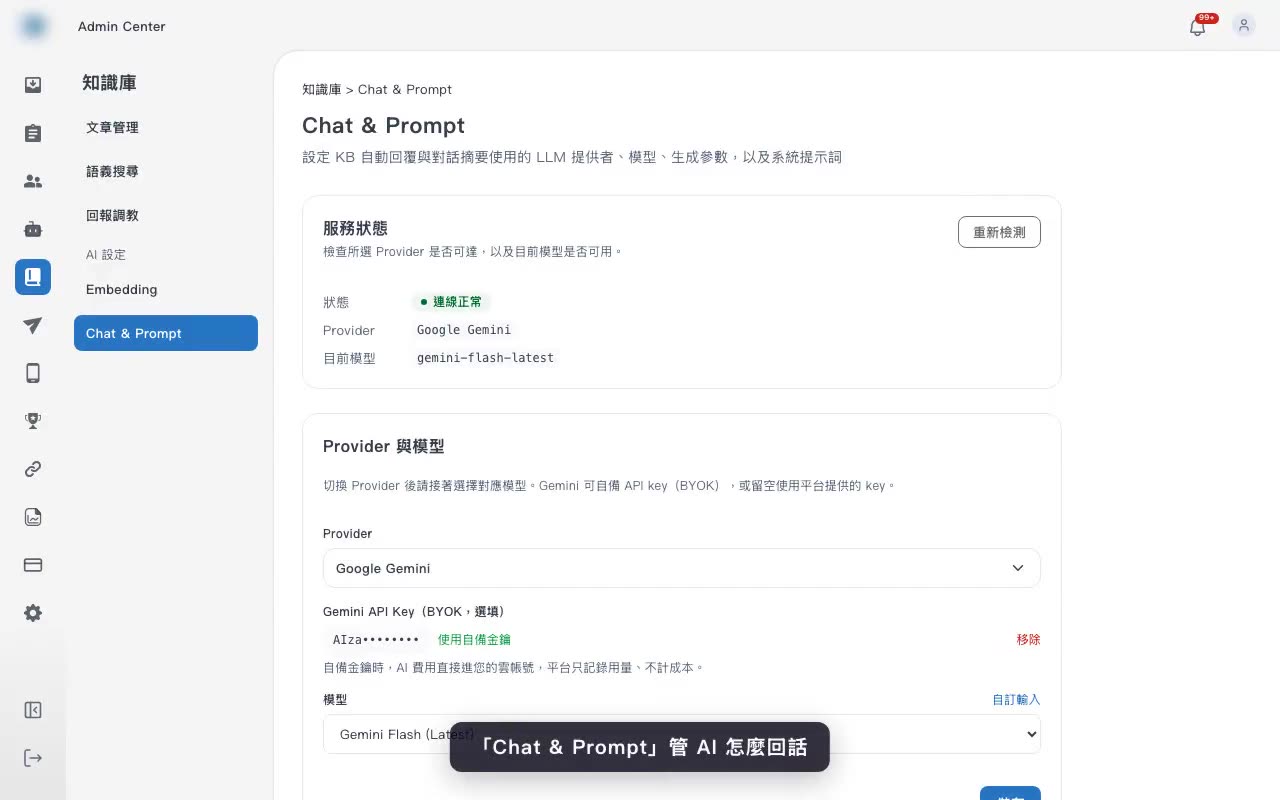 Admin Center
99+
知識庫
文章管理
語義搜尋
回報調教
AI 設定
Embedding
Chat & Prompt
知識庫 > Chat & Prompt
Chat & Prompt
設定 KB 自動回覆與對話摘要使用的 LLM 提供者、模型、生成參數，以及系統提示詞
服務狀態
重新檢測
檢查所選 Provider 是否可達，以及目前模型是否可用。
狀態 連線正常
Provider Google Gemini
目前模型 gemini-flash-latest
Provider 與模型
切換 Provider 後請接著選擇對應模型。Gemini 可自備 API key（BYOK），或留空使用平台提供的 key。
Provider
Google Gemini
Gemini API Key（BYOK，選填）
AIza•••••••• 使用自備金鑰 移除
自備金鑰時，AI 費用直接進您的雲帳號，平台只記錄用量、不計成本。
模型 自訂輸入
Gemini Flash (Latest)
「Chat & Prompt」管 AI 怎麼回話